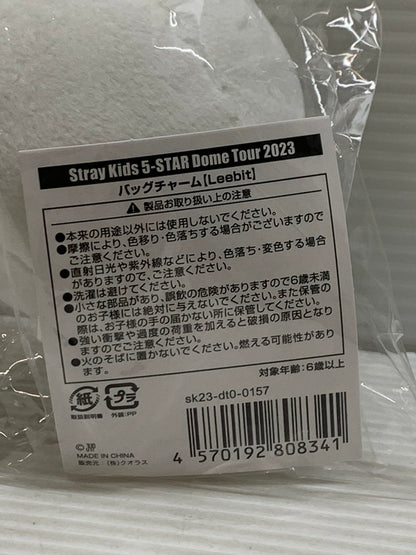 Stray Kids 5-STAR Dome Tour 2023
バッグチャーム【Leebit】
⚠ 製品お取り扱い上の注意
●本来の用途以外には使用しないでください。
●摩擦により、色移り・色落ちする場合がございますので
ご注意ください。
●直射日光や紫外線などにより、色落ち・変色する場合
がありますので、ご注意ください。
●洗濯は避けてください。
●小さな部品があり、誤飲の危険がありますので6歳未満
のお子様には絶対に与えないでください。また保管の
際は、お子様の手の届かない所に保管してください。
●強い衝撃や過度の荷重を加えると破損の原因となり
ますのでご注意ください。
●火のそばに置かないでください。燃える可能性があり
ます。
対象年齢:6歳以上
紙
取扱説明書
プラ
外装:PP
sk23-dt0-0157
4 570192 808341
MADE IN CHINA
販売元:(株)クオラス